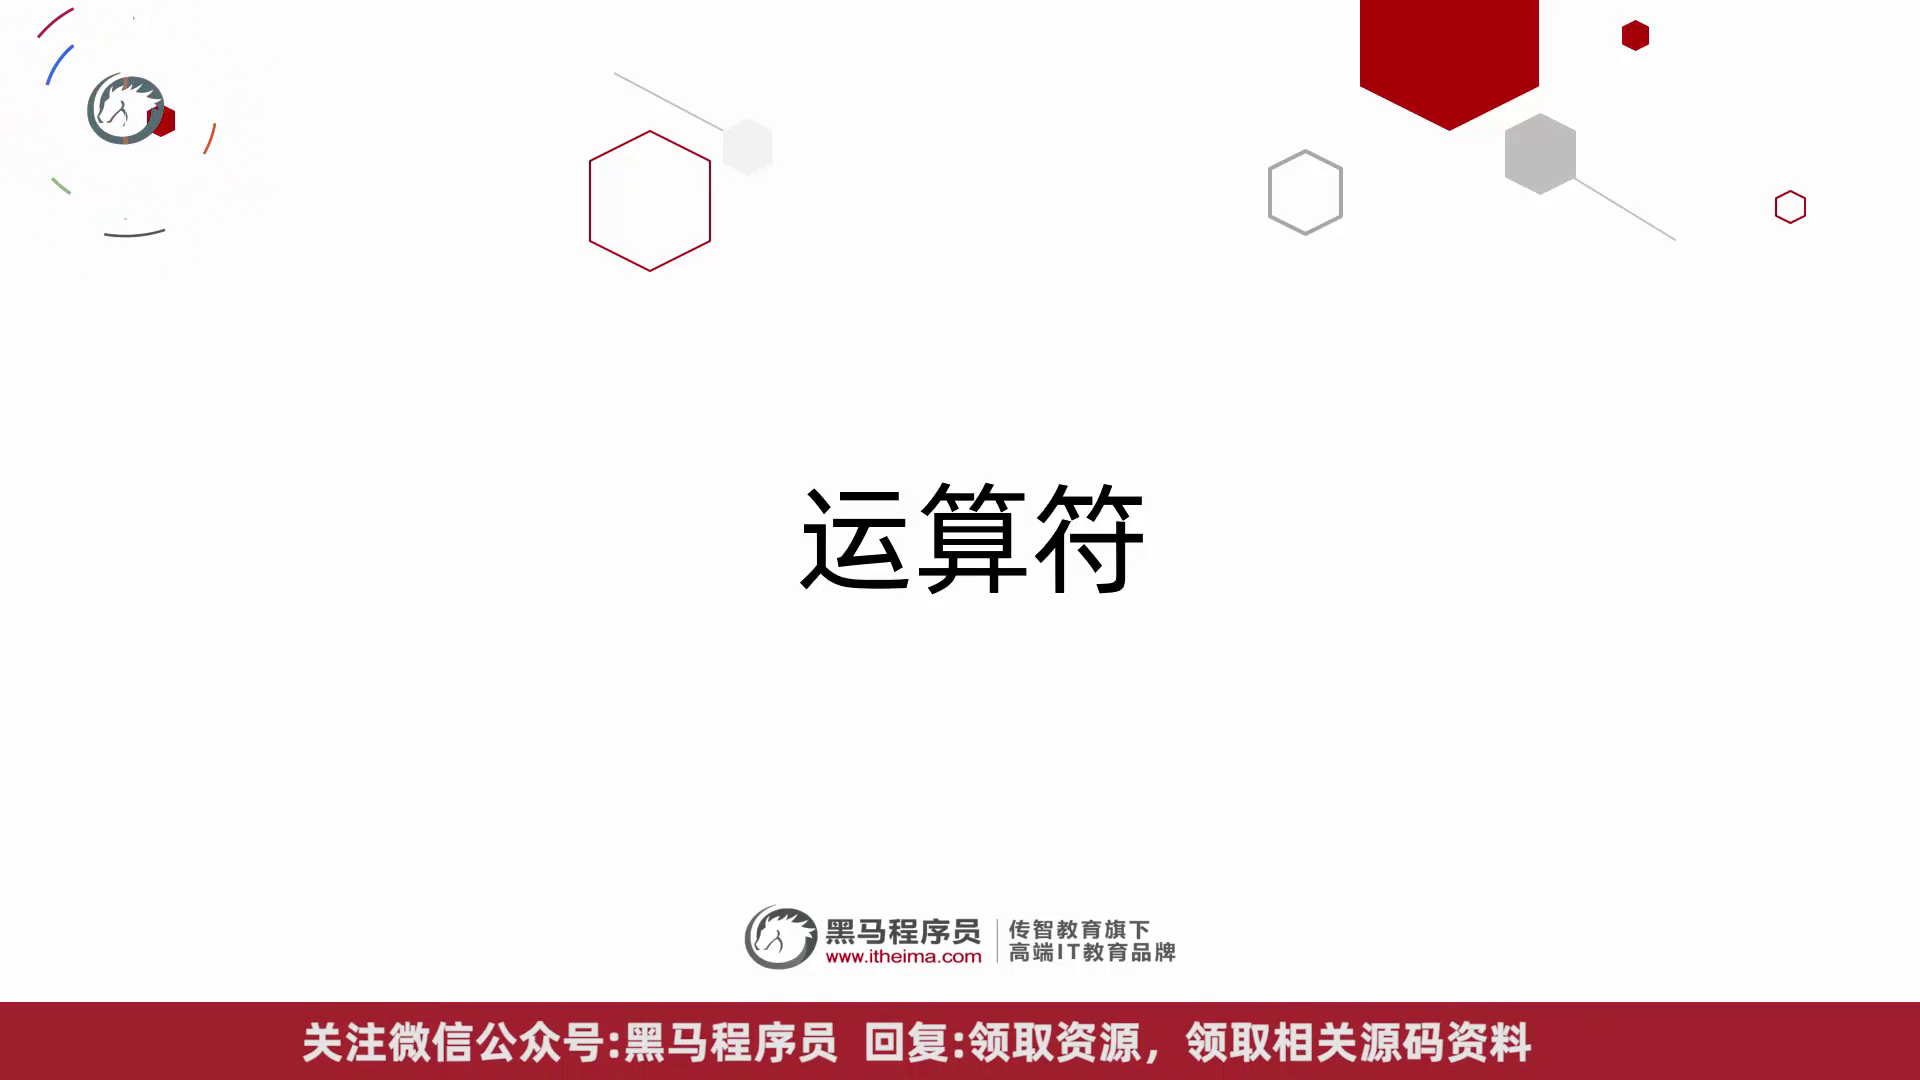 运算符
黑马程序员
www.itheima.com
传智教育旗下
高端IT教育品牌
关注微信公众号:黑马程序员 回复:领取资源，领取相关源码资料